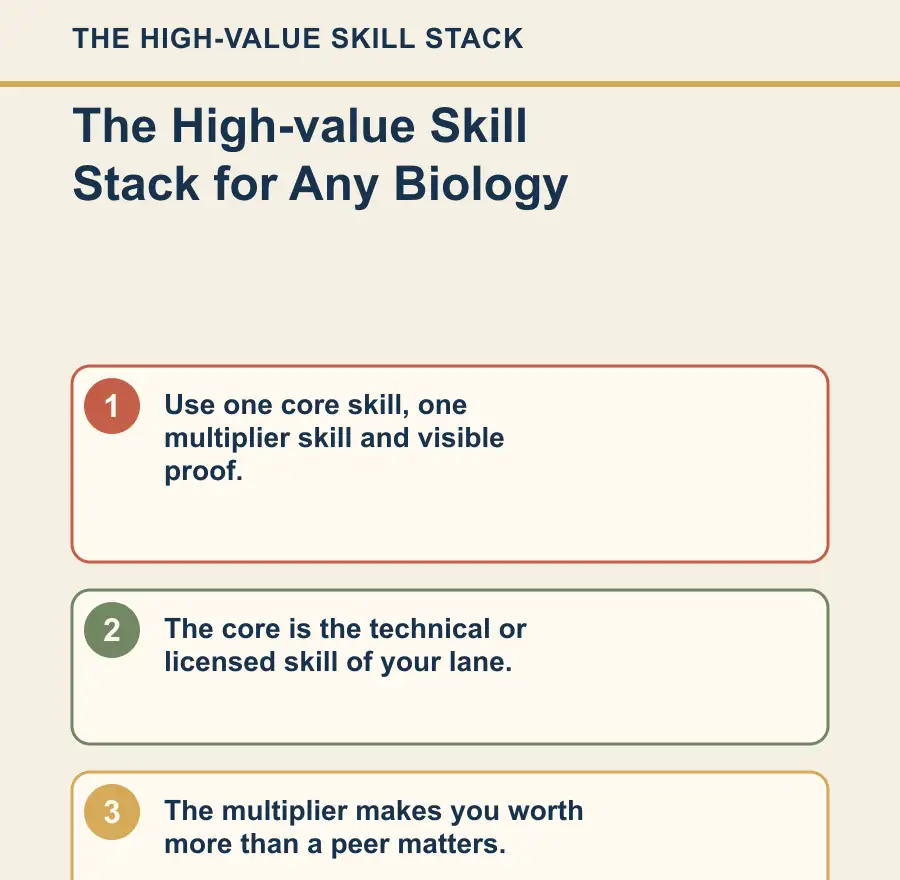 THE HIGH-VALUE SKILL STACK
The High-value Skill
Stack for Any Biology
1
Use one core skill, one
multiplier skill and visible
proof.
2
The core is the technical or
licensed skill of your lane.
3
The multiplier makes you worth
more than a peer matters.